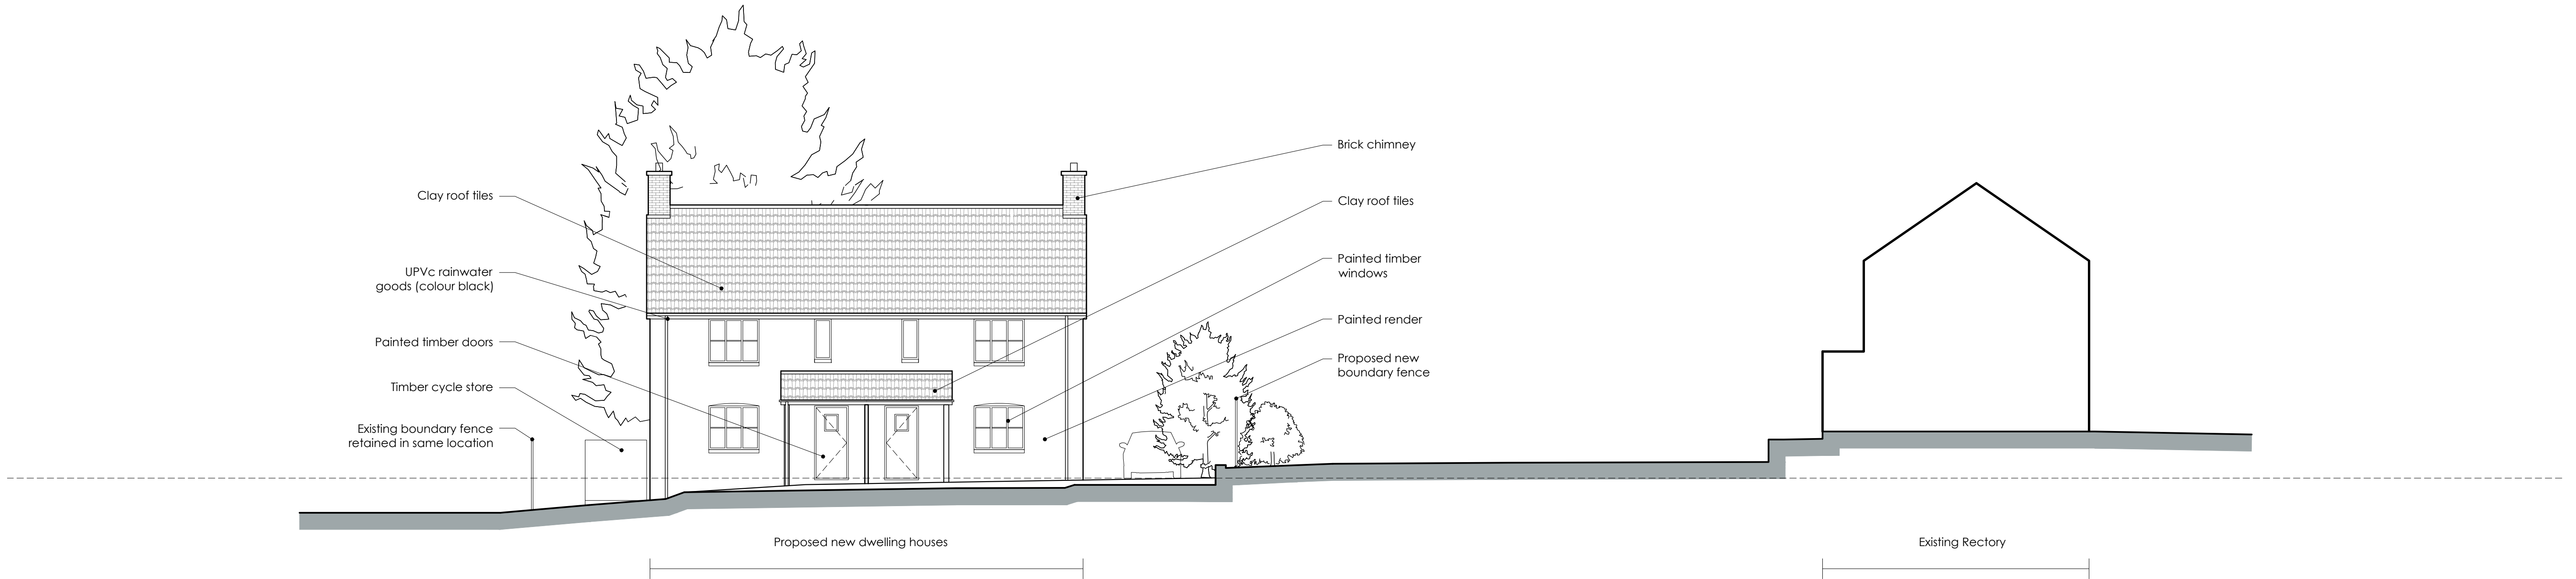 Clay roof tiles
UPVc rainwater
goods (colour black)
Painted timber doors
Timber cycle store
Existing boundary fence
retained in same location
Brick chimney
Clay roof tiles
Painted timber
windows
Painted render
Proposed new
boundary fence
Proposed new dwelling houses
Existing Rectory